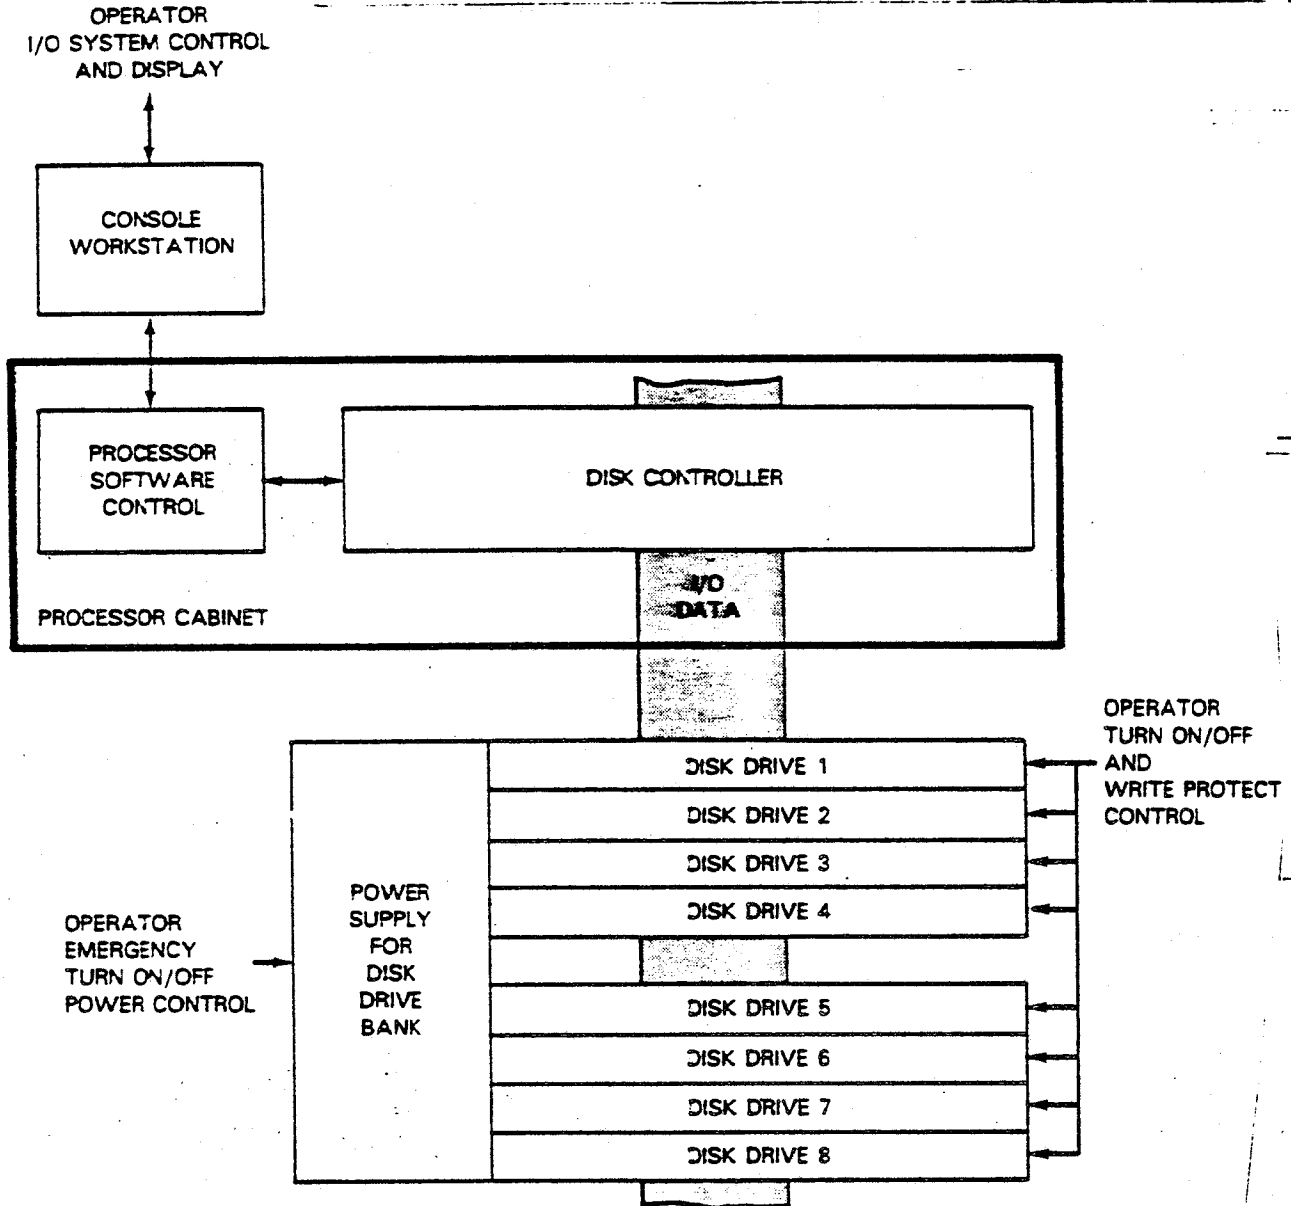 OPERATOR
I/O SYSTEM CONTROL
AND DISPLAY
CONSOLE
WORKSTATION
PROCESSOR
SOFTWARE
CONTROL
DISK CONTROLLER
I/O
DATA
PROCESSOR CABINET
OPERATOR
TURN ON/OFF
AND
WRITE PROTECT
CONTROL
DISK DRIVE 1
DISK DRIVE 2
DISK DRIVE 3
DISK DRIVE 4
POWER
SUPPLY
FOR
DISK
DRIVE
BANK
OPERATOR
EMERGENCY
TURN ON/OFF
POWER CONTROL
DISK DRIVE 5
DISK DRIVE 6
DISK DRIVE 7
DISK DRIVE 8